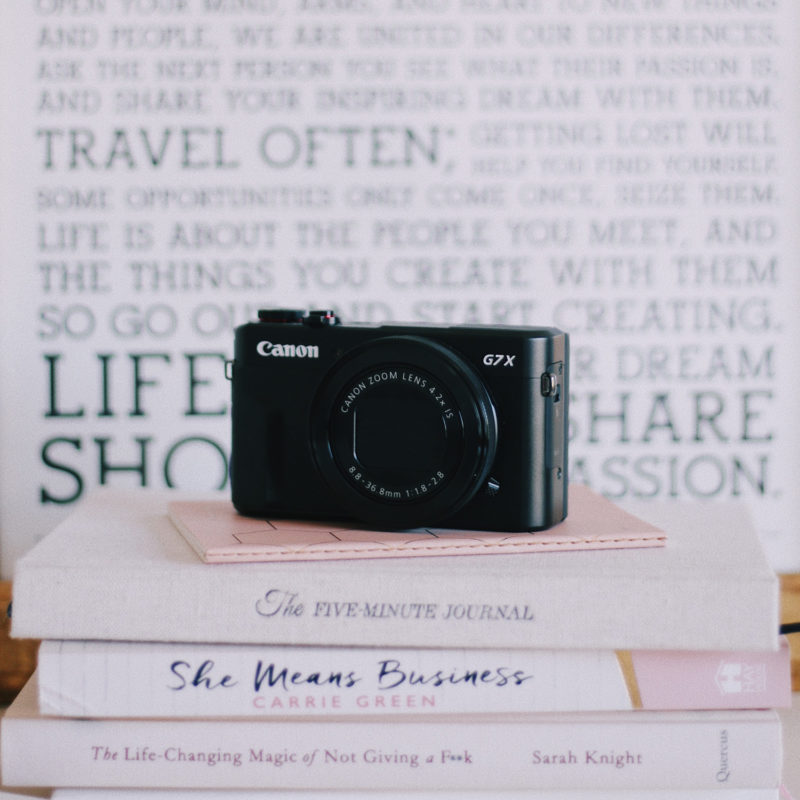 OPEN YOUR MIND, ARMS, AND HEART TO NEW THINGS
AND PEOPLE, WE ARE UNITED IN OUR DIFFERENCES.
ASK THE NEXT PERSON YOU SEE WHAT THEIR PASSION IS,
AND SHARE YOUR INSPIRING DREAM WITH THEM.
TRAVEL OFTEN; GETTING LOST WILL
HELP YOU FIND YOURSELF.
SOME OPPORTUNITIES ONLY COME ONCE, SEIZE THEM.
LIFE IS ABOUT THE PEOPLE YOU MEET, AND
THE THINGS YOU CREATE WITH THEM
SO GO OU AND START CREATING.
LIFE R DREAM
SHARE
SHO ASSION.
Canon
G7X
CANON ZOOM LENS 4.2x IS
8.8-36.8mm 1:1.8-2.8
The FIVE-MINUTE JOURNAL
She Means Business
CARRIE GREEN
HAY
The Life-Changing Magic of Not Giving a F**k Sarah Knight
Quercus